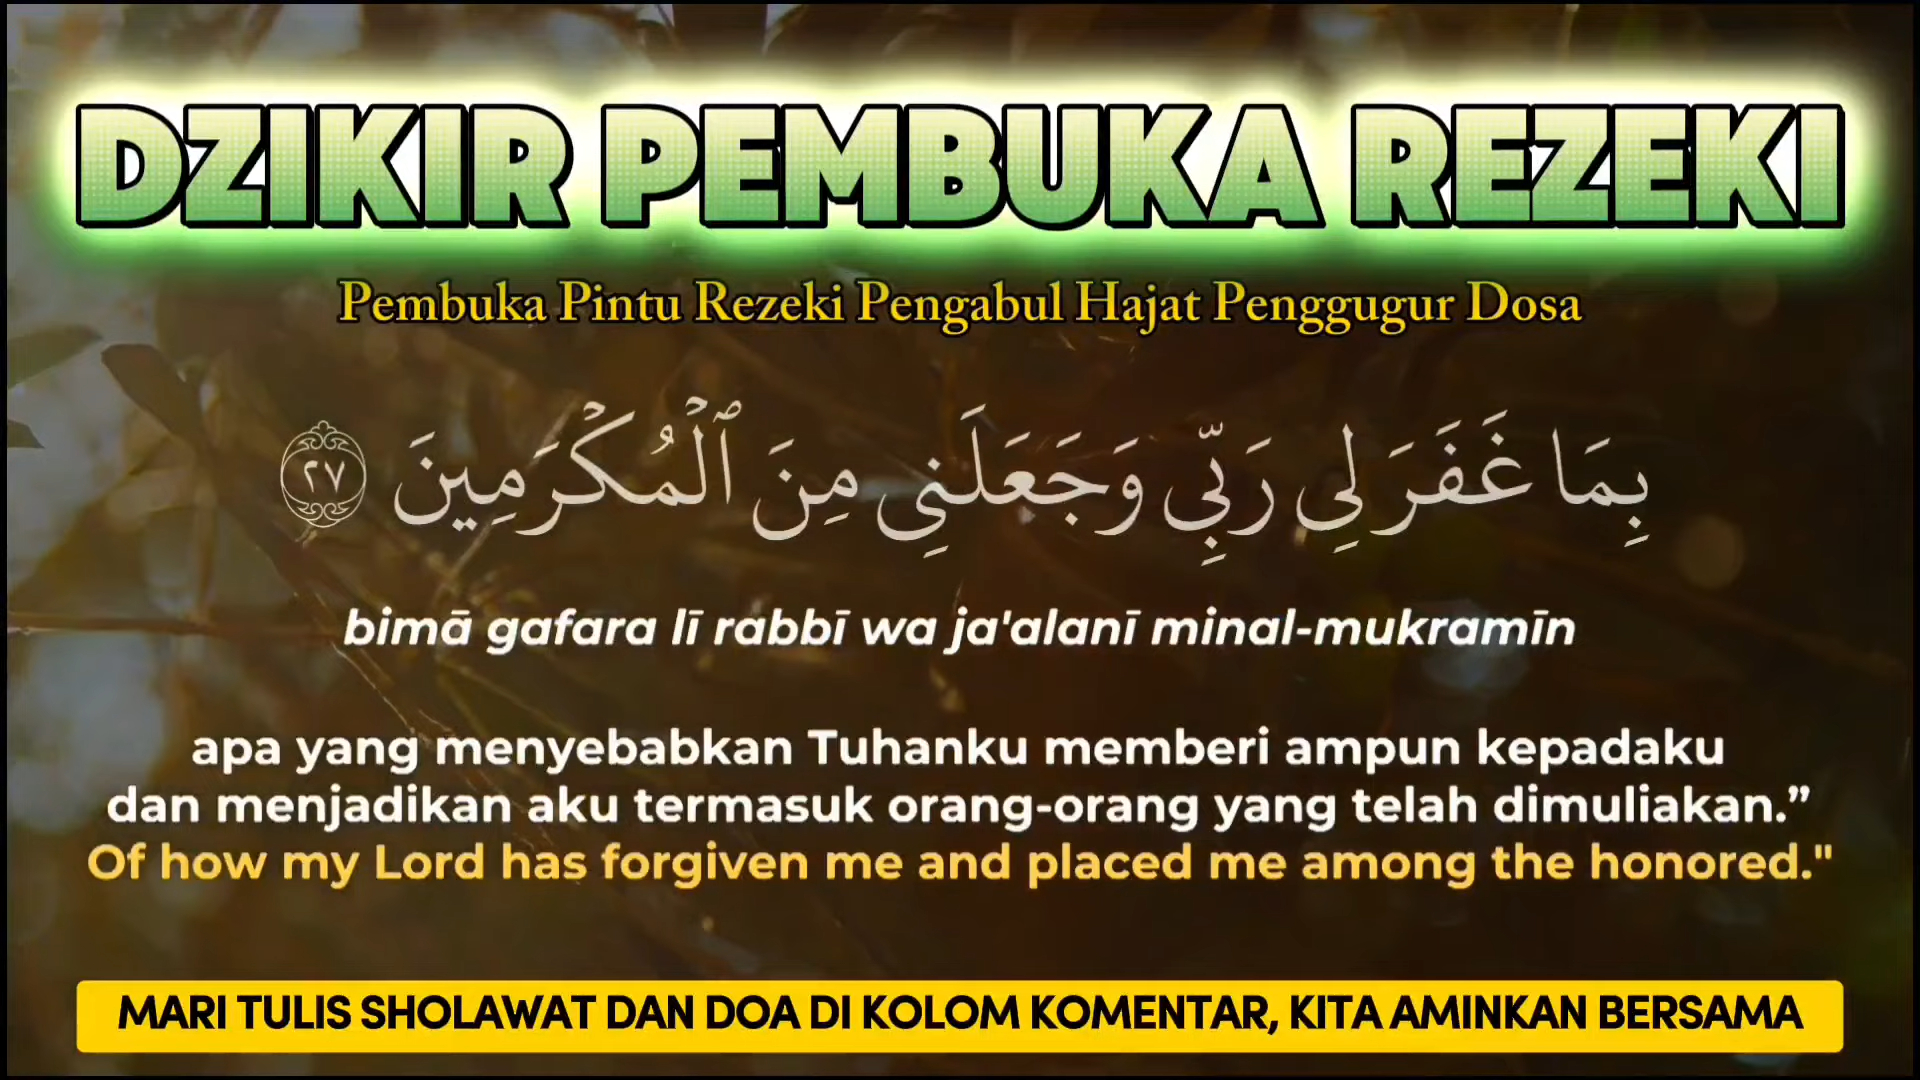 DZIKIR PEMBUKA REZEKI
Pembuka Pintu Rezeki Pengabul Hajat Penggugur Dosa
بِمَا غَفَرَ لِي رَبِّي وَجَعَلَنِي مِنَ ٱلْمُكْرَمِينَ ٢٧
bimā gafara lī rabbī wa ja'alanī minal-mukramīn
apa yang menyebabkan Tuhanku memberi ampun kepadaku
dan menjadikan aku termasuk orang-orang yang telah dimuliakan.”
Of how my Lord has forgiven me and placed me among the honored."
MARI TULIS SHOLAWAT DAN DOA DI KOLOM KOMENTAR, KITA AMINKAN BERSAMA